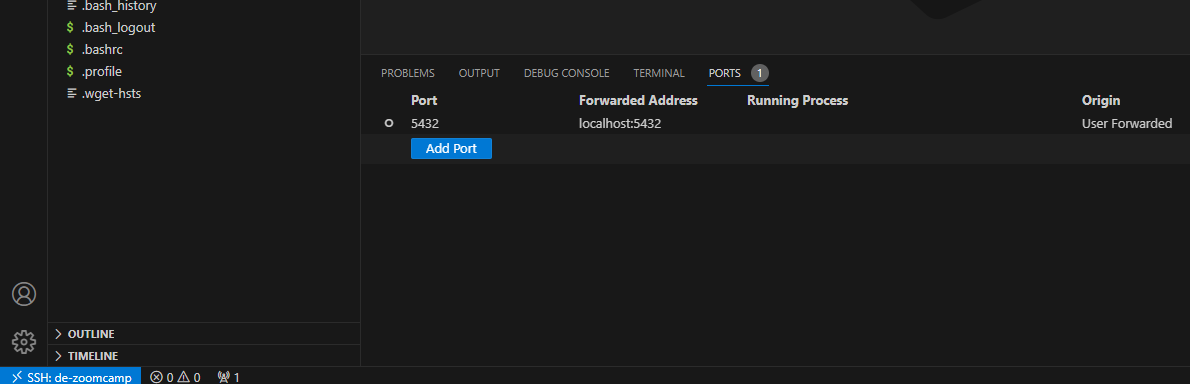 .bash_history
$ .bash_logout
$ .bashrc
$ .profile
.wget-hsts
OUTLINE
TIMELINE
PROBLEMS OUTPUT DEBUG CONSOLE TERMINAL PORTS 1
Port Forwarded Address Running Process Origin
5432 localhost:5432 User Forwarded
Add Port
SSH: de-zoomcamp 0 0 1